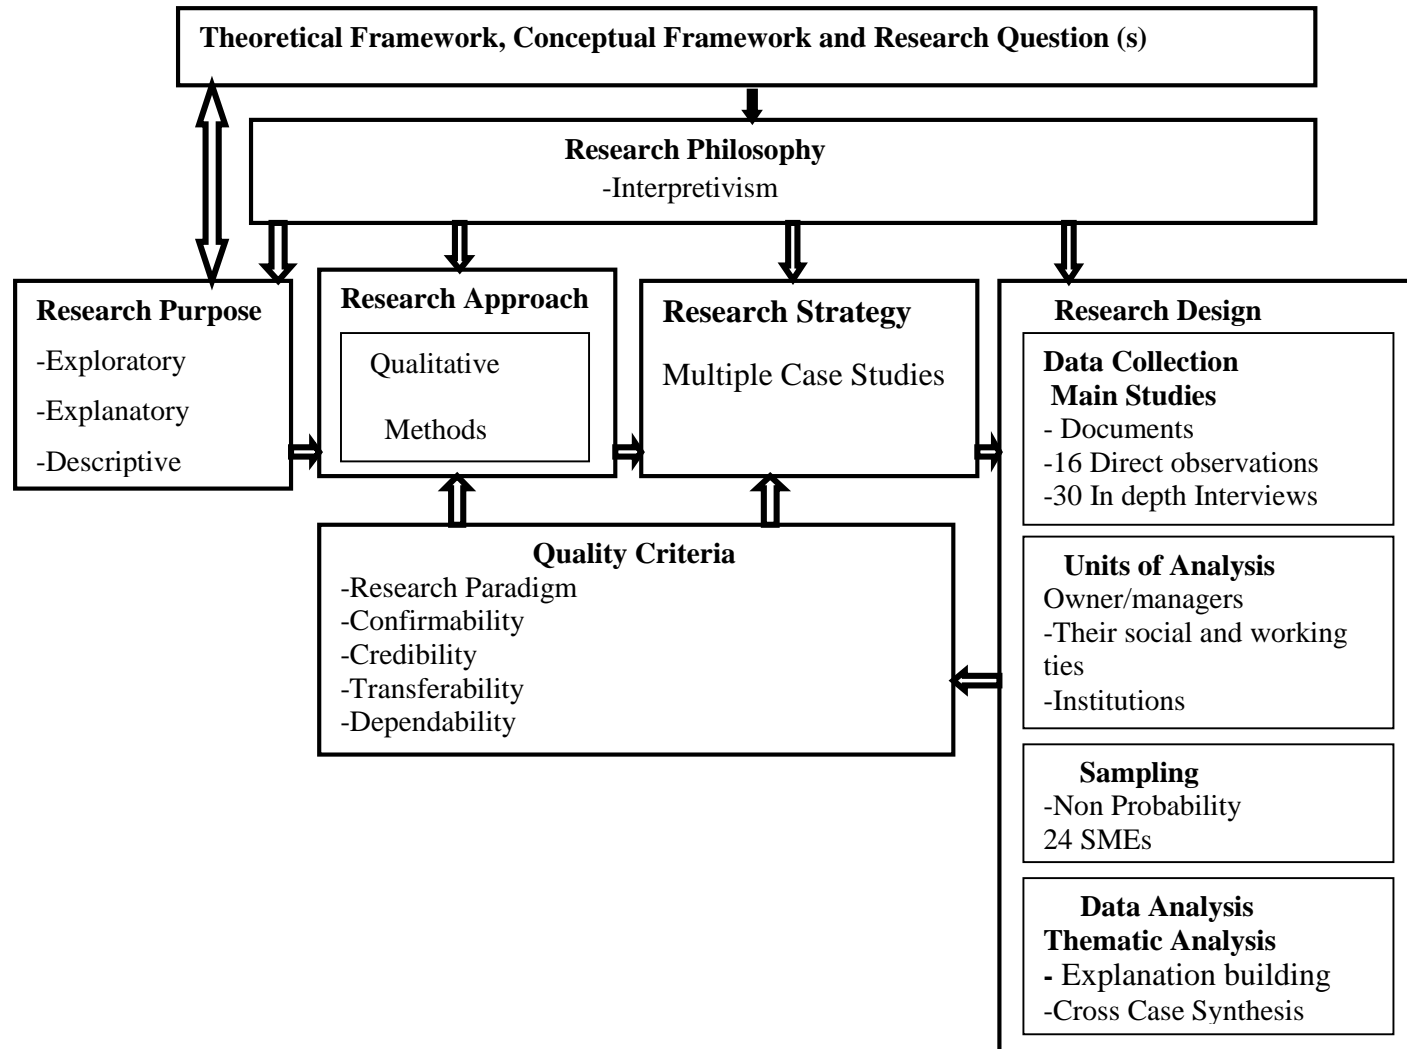 Theoretical Framework, Conceptual Framework and Research Question (s)
Research Philosophy
-Interpretivism
Research Purpose
-Exploratory
-Explanatory
-Descriptive
Research Approach
Qualitative
Methods
Research Strategy
Multiple Case Studies
Research Design
Data Collection
Main Studies
- Documents
-16 Direct observations
-30 In depth Interviews
Units of Analysis
Owner/managers
-Their social and working
ties
-Institutions
Sampling
-Non Probability
24 SMEs
Data Analysis
Thematic Analysis
- Explanation building
-Cross Case Synthesis
Quality Criteria
-Research Paradigm
-Confirmability
-Credibility
-Transferability
-Dependability